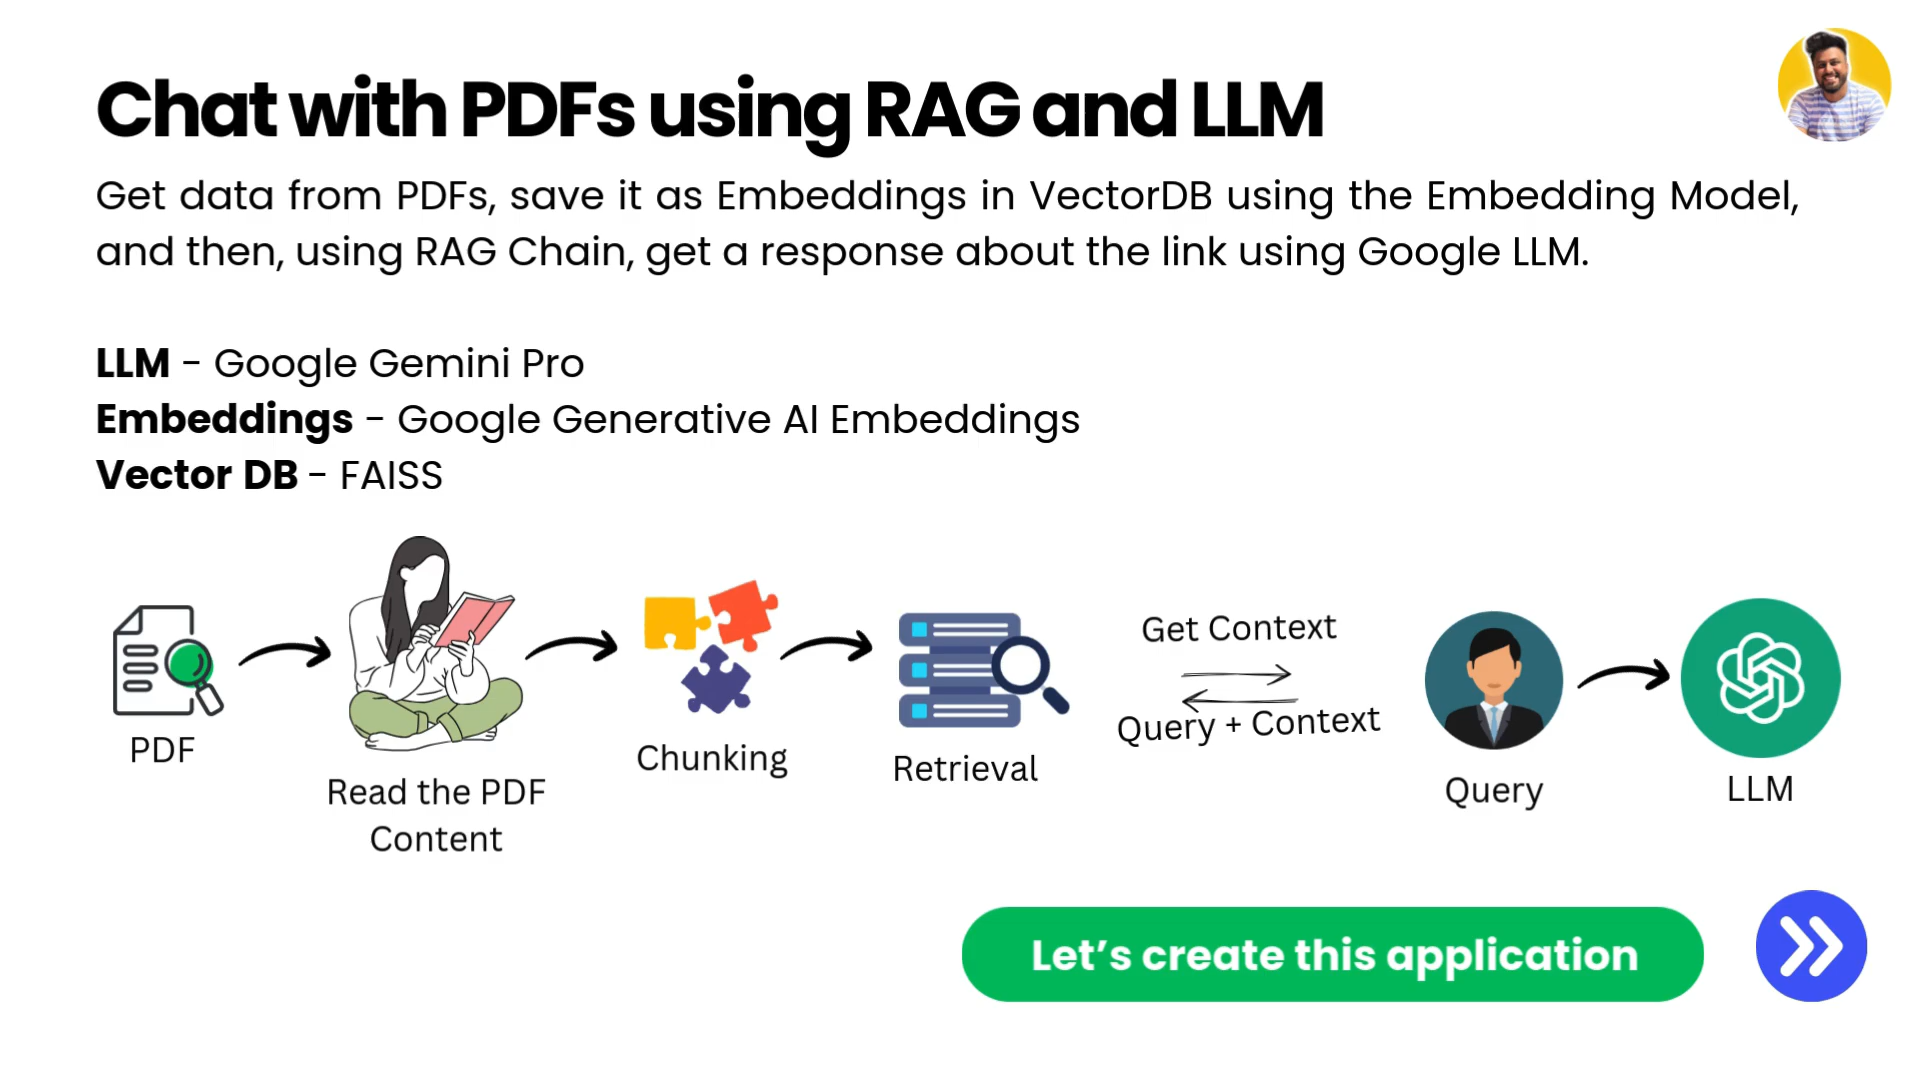 Chat with PDFs using RAG and LLM
Get data from PDFs, save it as Embeddings in VectorDB using the Embedding Model,
and then, using RAG Chain, get a response about the link using Google LLM.
LLM - Google Gemini Pro
Embeddings - Google Generative AI Embeddings
Vector DB - FAISS
PDF
Read the PDF
Content
Chunking
Retrieval
Get Context
Query + Context
Query
LLM
Let's create this application